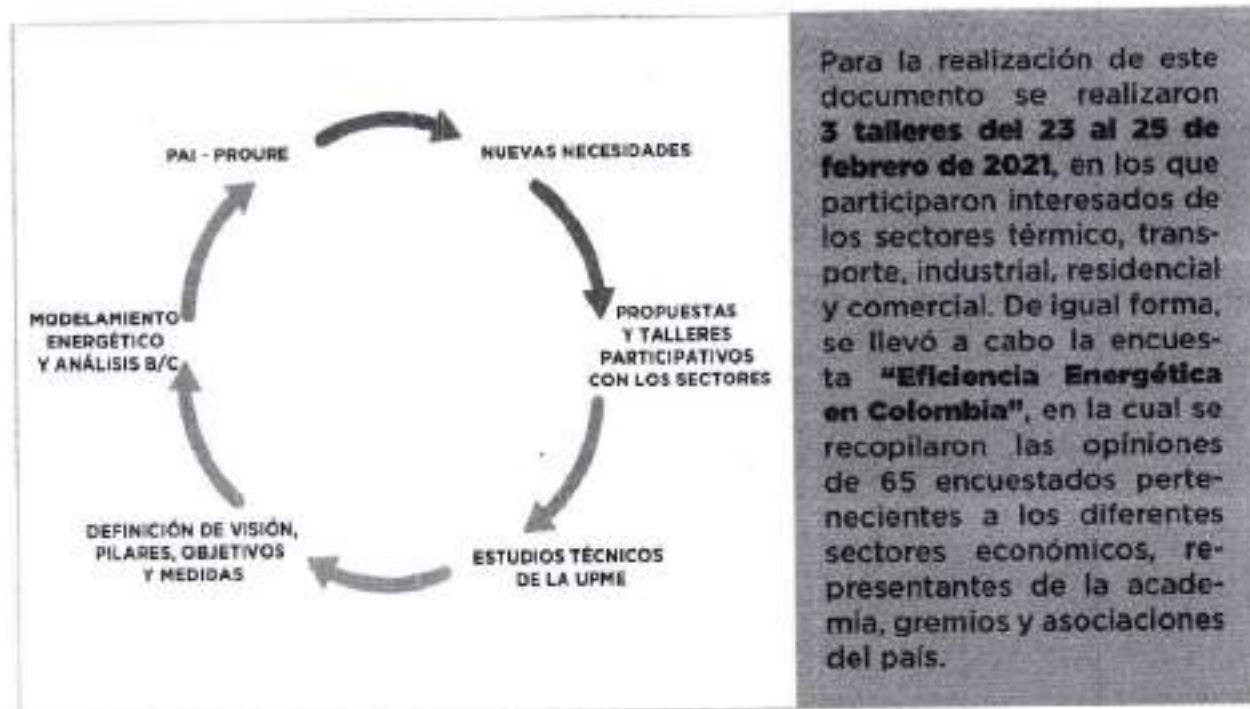 PAI - PROURE
NUEVAS NECESIDADES
PROPUESTAS
Y TALLERES
PARTICIPATIVOS
CON LOS SECTORES
ESTUDIOS TÉCNICOS
DE LA UPME
DEFINICIÓN DE VISIÓN,
PILARES, OBJETIVOS
Y MEDIDAS
MODELAMIENTO
ENERGÉTICO
Y ANÁLISIS B/C
Para la realización de este
documento se realizaron
3 talleres del 23 al 25 de
febrero de 2021, en los que
participaron interesados de
los sectores térmico, trans-
porte, industrial, residencial
y comercial. De igual forma,
se llevó a cabo la encues-
ta "Eficiencia Energética
en Colombia", en la cual se
recopilaron las opiniones
de 65 encuestados perte-
necientes a los diferentes
sectores económicos, re-
presentantes de la acade-
mia, gremios y asociaciones
del país.